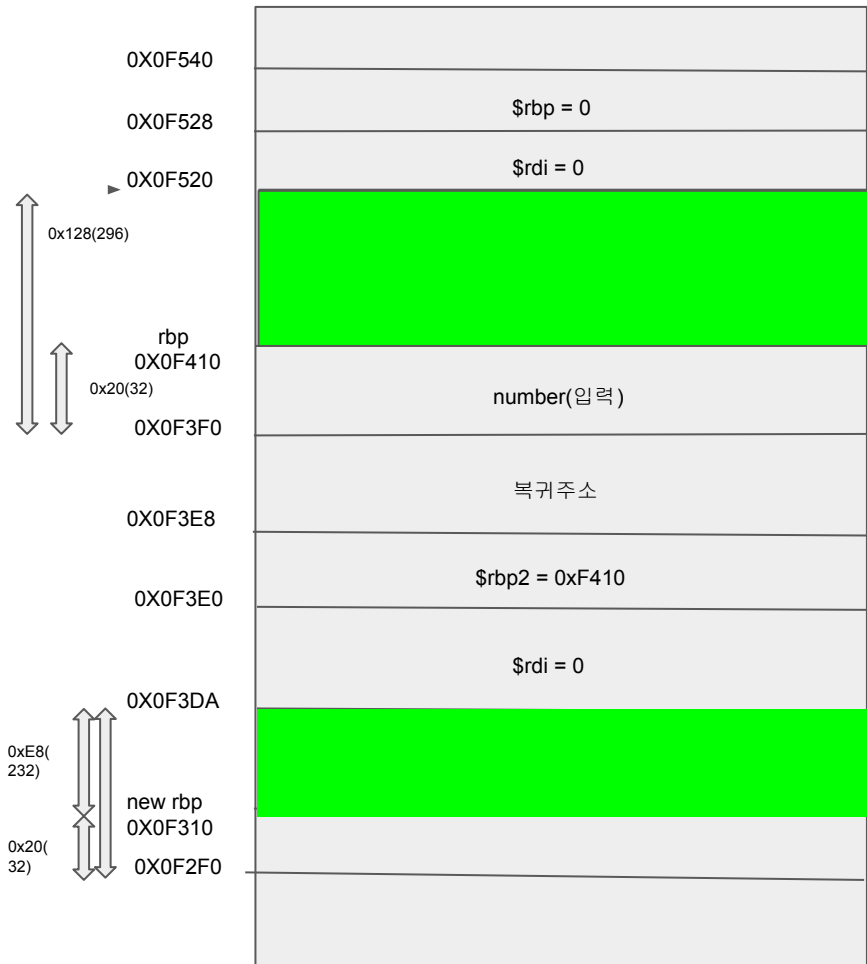 0X0F540
$rbp = 0
0X0F528
$rdi = 0
0X0F520
0x128(296)
rbp
0X0F410
0x20(32)
number(입력)
0X0F3F0
복귀주소
0X0F3E8
$rbp2 = 0xF410
0X0F3E0
$rdi = 0
0X0F3DA
0xE8(
232)
new rbp
0X0F310
0x20(
32)
0X0F2F0